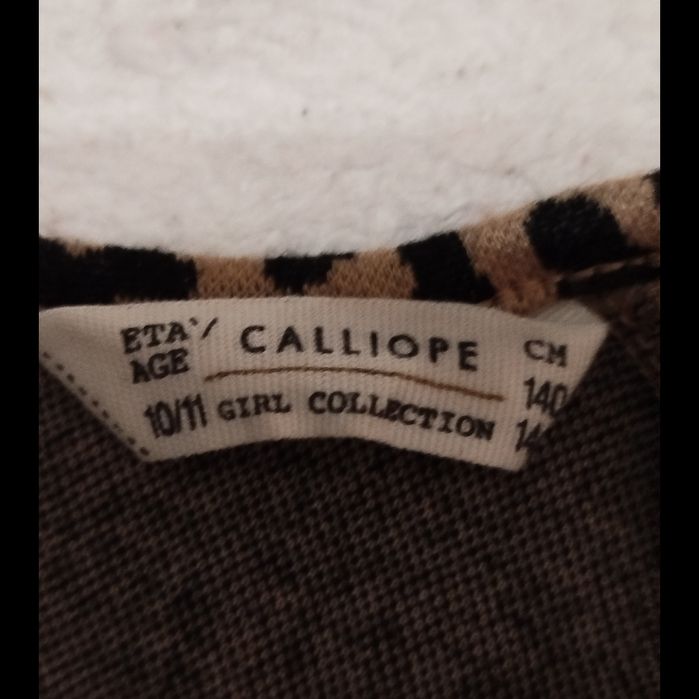 ETA'/ AGE 10/11
CALLIOPE
GIRL COLLECTION
CM
140